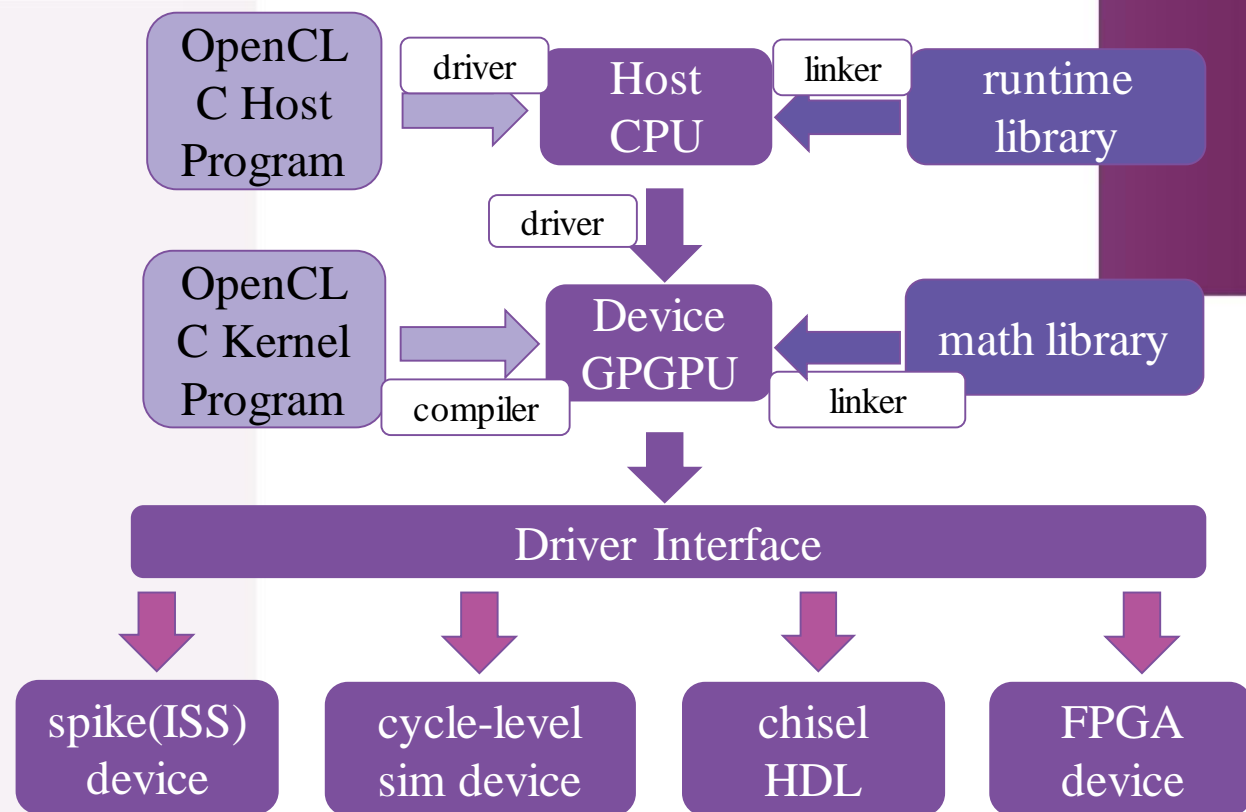 OpenCL
C Host
Program
driver
Host
CPU
linker
runtime
library
driver
OpenCL
C Kernel
Program
compiler
Device
GPGPU
linker
math library
Driver Interface
spike(ISS)
device
cycle-level
sim device
chisel
HDL
FPGA
device